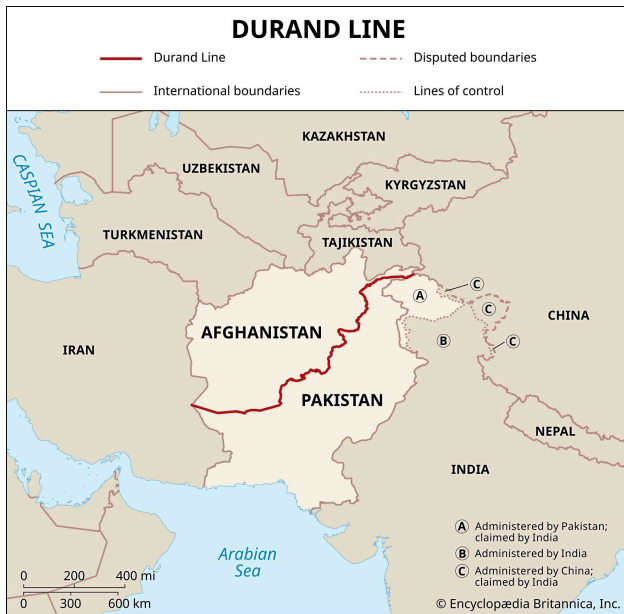 DURAND LINE
Durand Line
Disputed boundaries
International boundaries
Lines of control
KAZAKHSTAN
UZBEKISTAN
KYRGYZSTAN
CASPIAN SEA
TURKMENISTAN
TAJIKISTAN
C
A
C
AFGHANISTAN
CHINA
IRAN
B
C
PAKISTAN
NEPAL
INDIA
Arabian
Sea
A Administered by Pakistan;
claimed by India
B Administered by India
C Administered by China;
claimed by India
0 200 400 mi
0 300 600 km
© Encyclopædia Britannica, Inc.